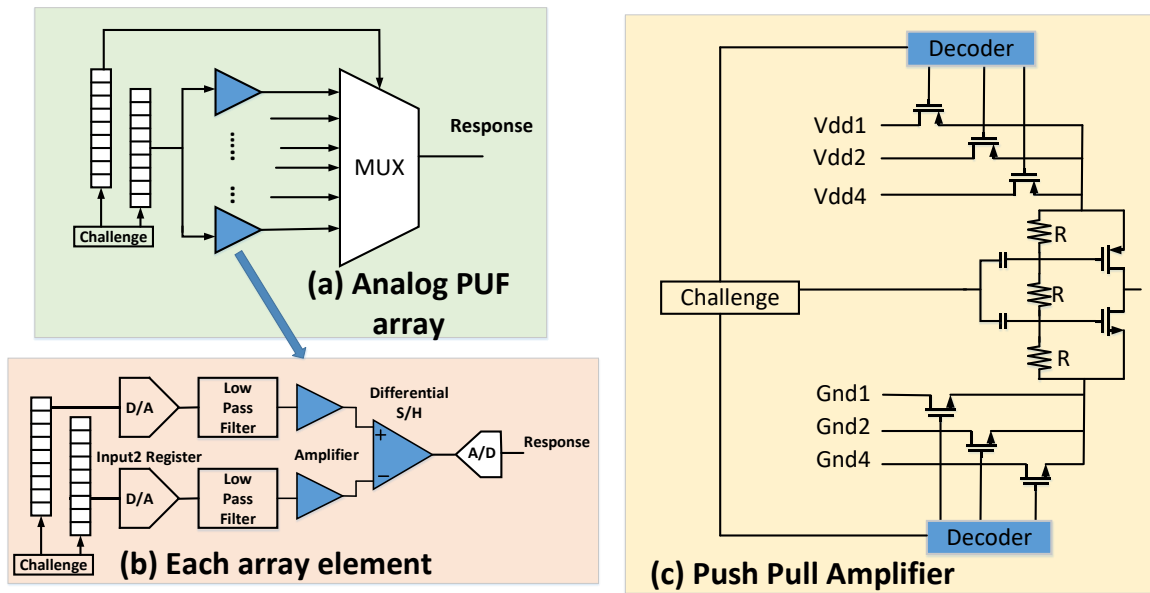 Response
MUX
Challenge
(a) Analog PUF
array
Differential
S/H
Low
Pass
Filter
D/A
+
A/D
Response
Input2 Register
Amplifier
−
D/A
Low
Pass
Filter
Challenge
(b) Each array element
Decoder
Vdd1
Vdd2
Vdd4
R
Challenge
R
R
Gnd1
Gnd2
Gnd4
Decoder
(c) Push Pull Amplifier